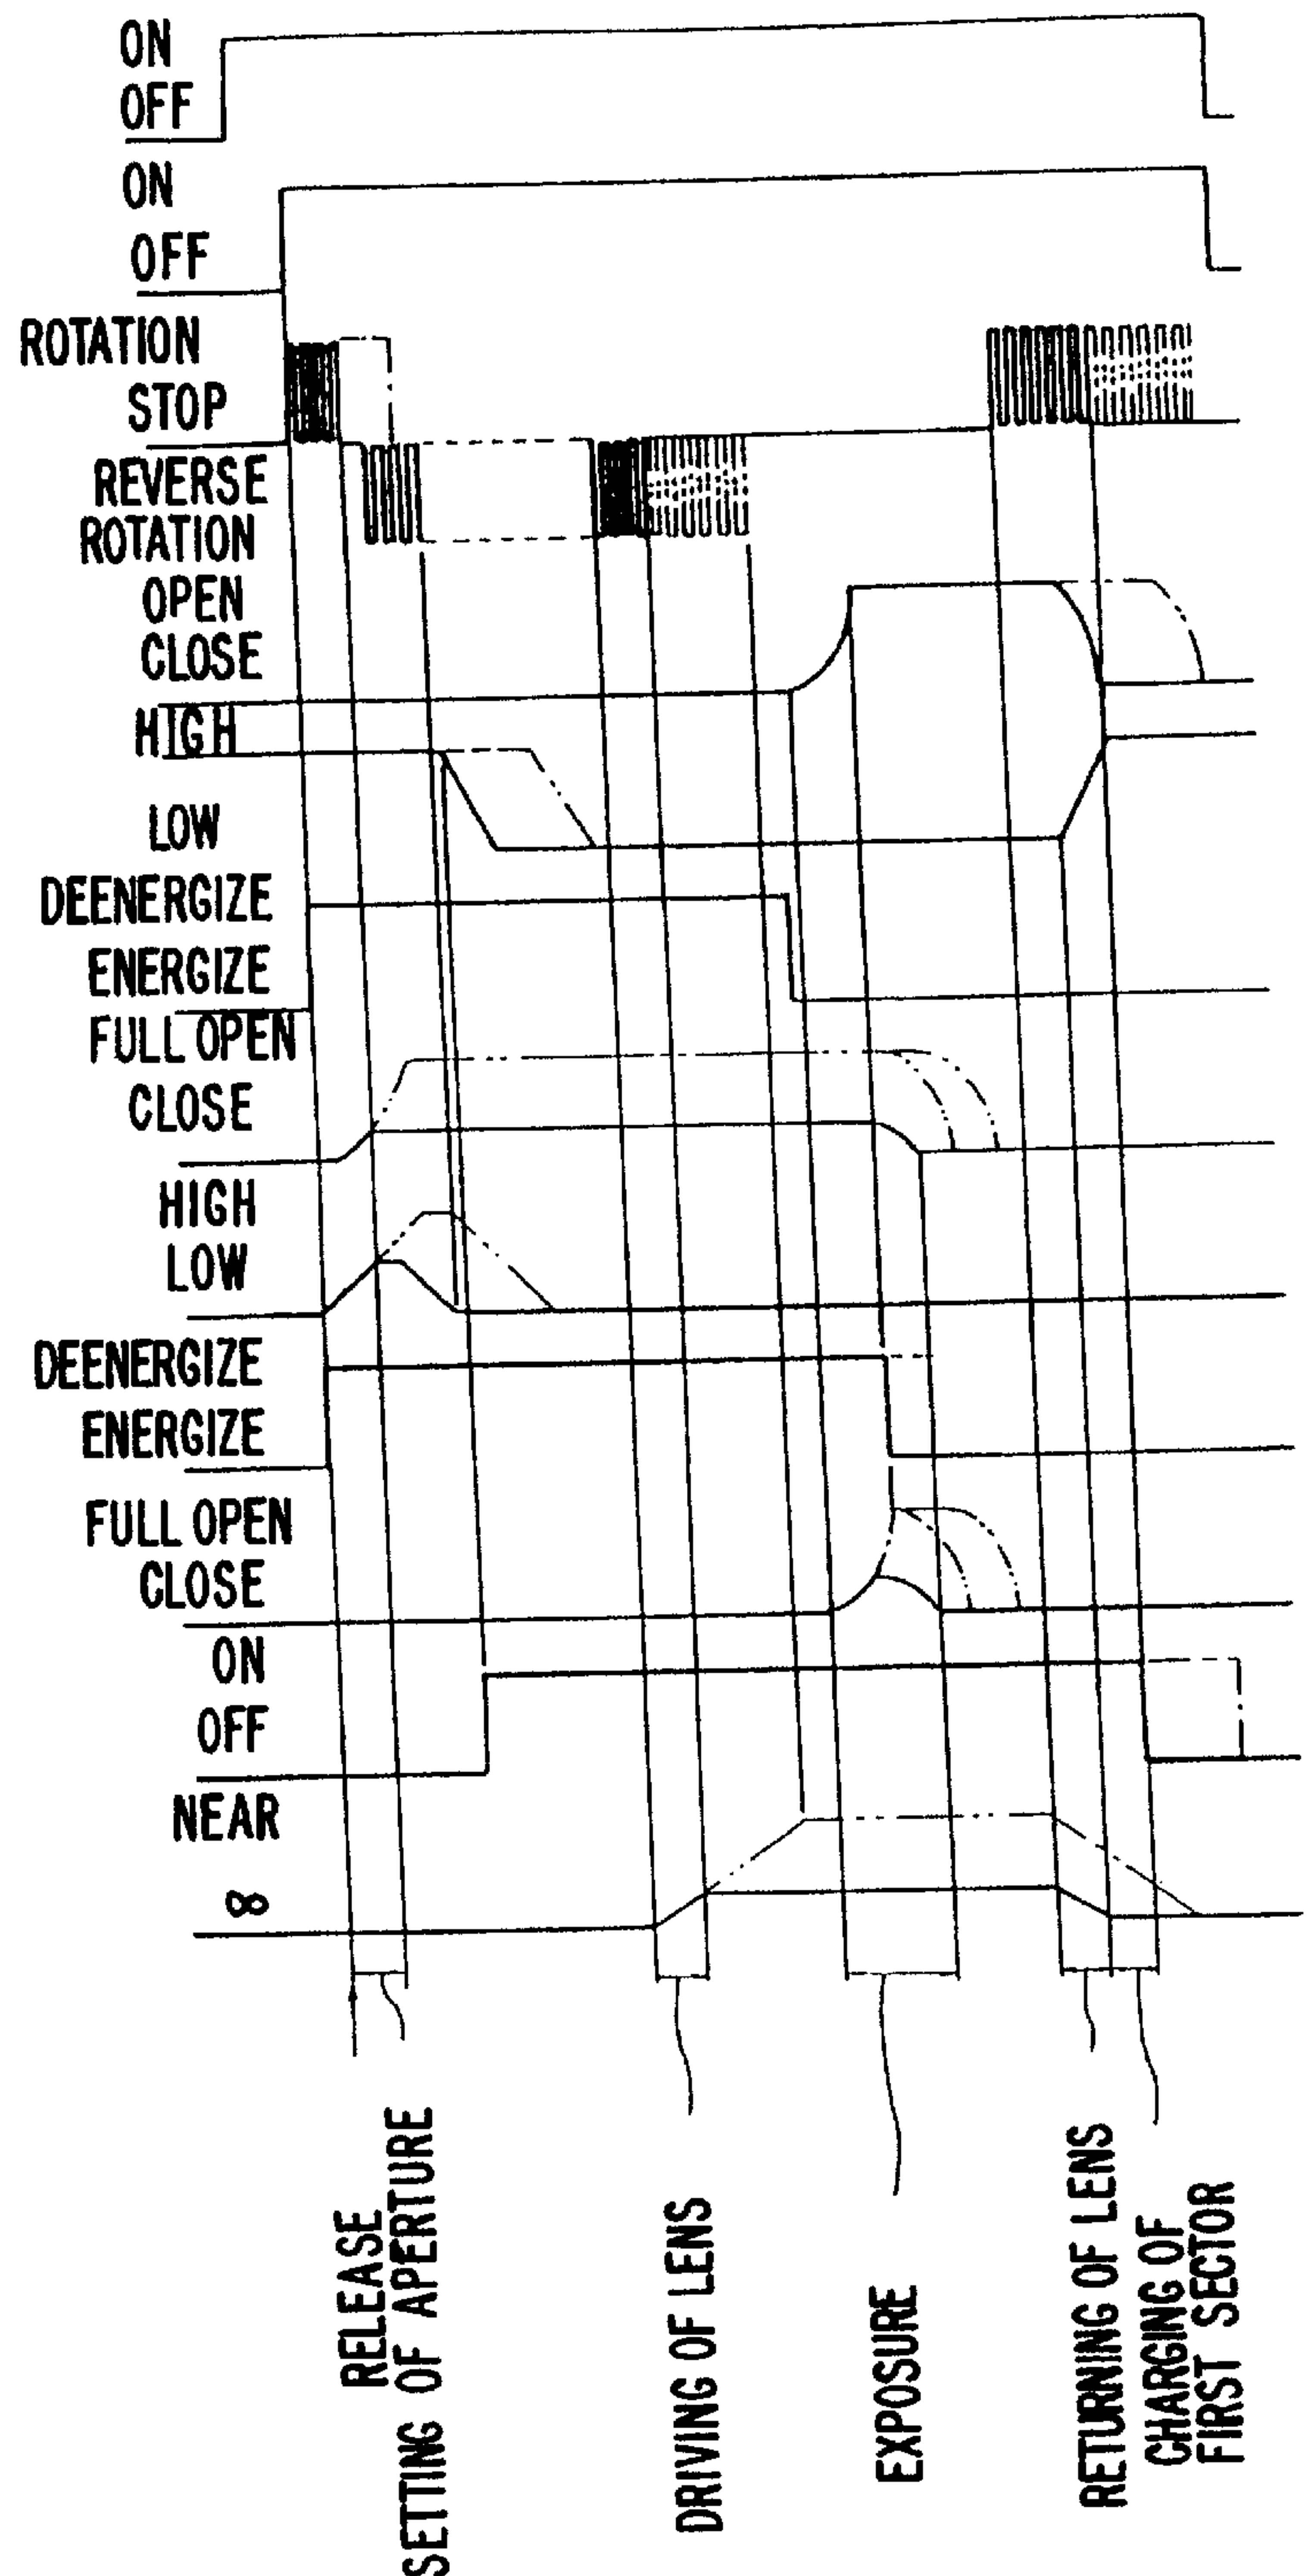 ON
OFF
ON
OFF
ROTATION
STOP
REVERSE
ROTATION
OPEN
CLOSE
HIGH
LOW
DEENERGIZE
ENERGIZE
FULL OPEN
CLOSE
HIGH
LOW
DEENERGIZE
ENERGIZE
FULL OPEN
CLOSE
ON
OFF
NEAR
∞
RELEASE
SETTING OF APERTURE
DRIVING OF LENS
EXPOSURE
RETURNING OF LENS
CHARGING OF
FIRST SECTOR